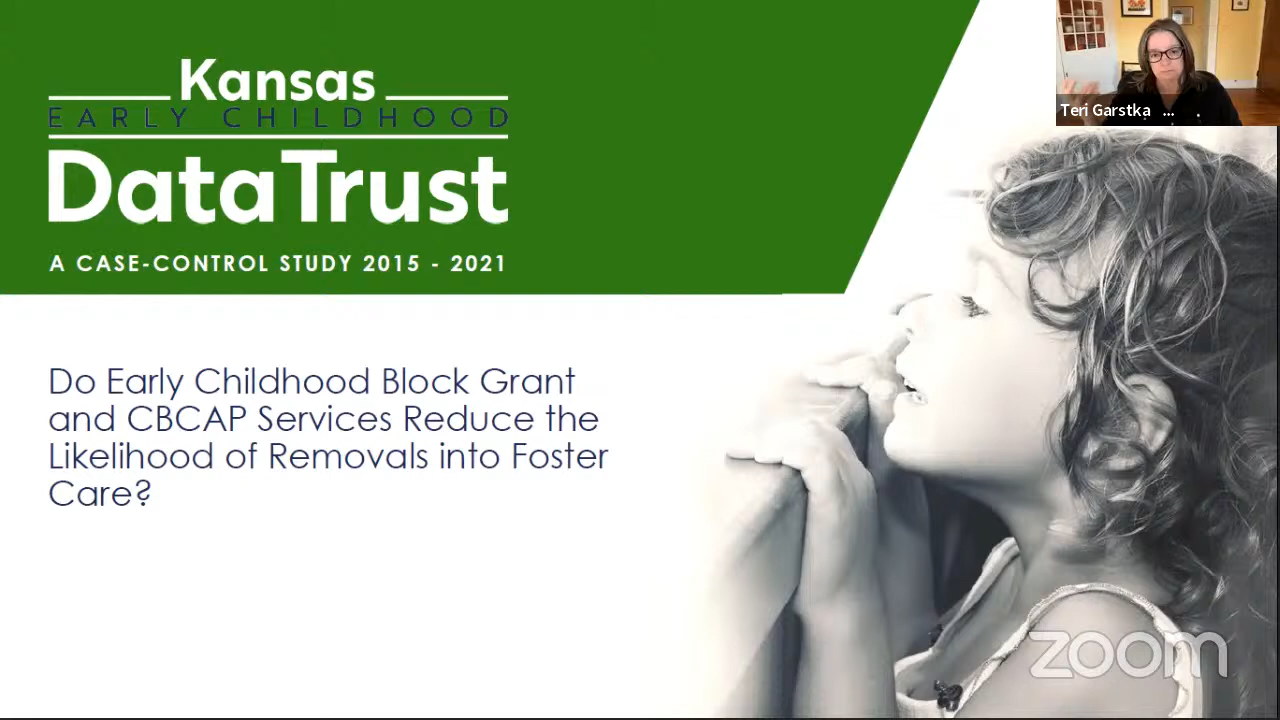 Kansas
EARLY CHILDHOOD
DataTrust
A CASE-CONTROL STUDY 2015 - 2021
Teri Garstka ...
Do Early Childhood Block Grant
and CBCAP Services Reduce the
Likelihood of Removals into Foster
Care?
zoom